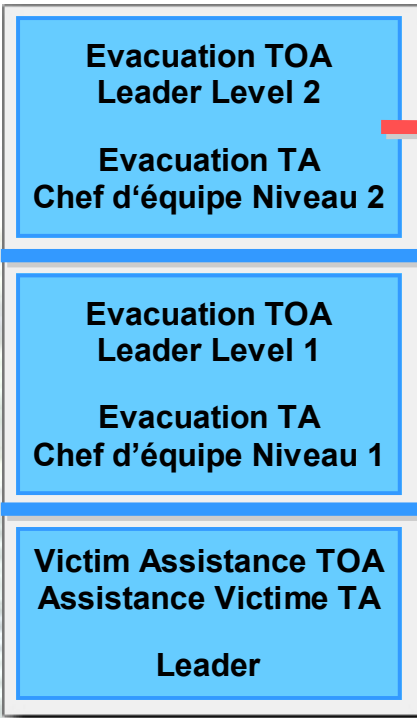 Evacuation TOA
Leader Level 2
Evacuation TA
Chef d‘équipe Niveau 2
Evacuation TOA
Leader Level 1
Evacuation TA
Chef d’équipe Niveau 1
Victim Assistance TOA
Assistance Victime TA
Leader